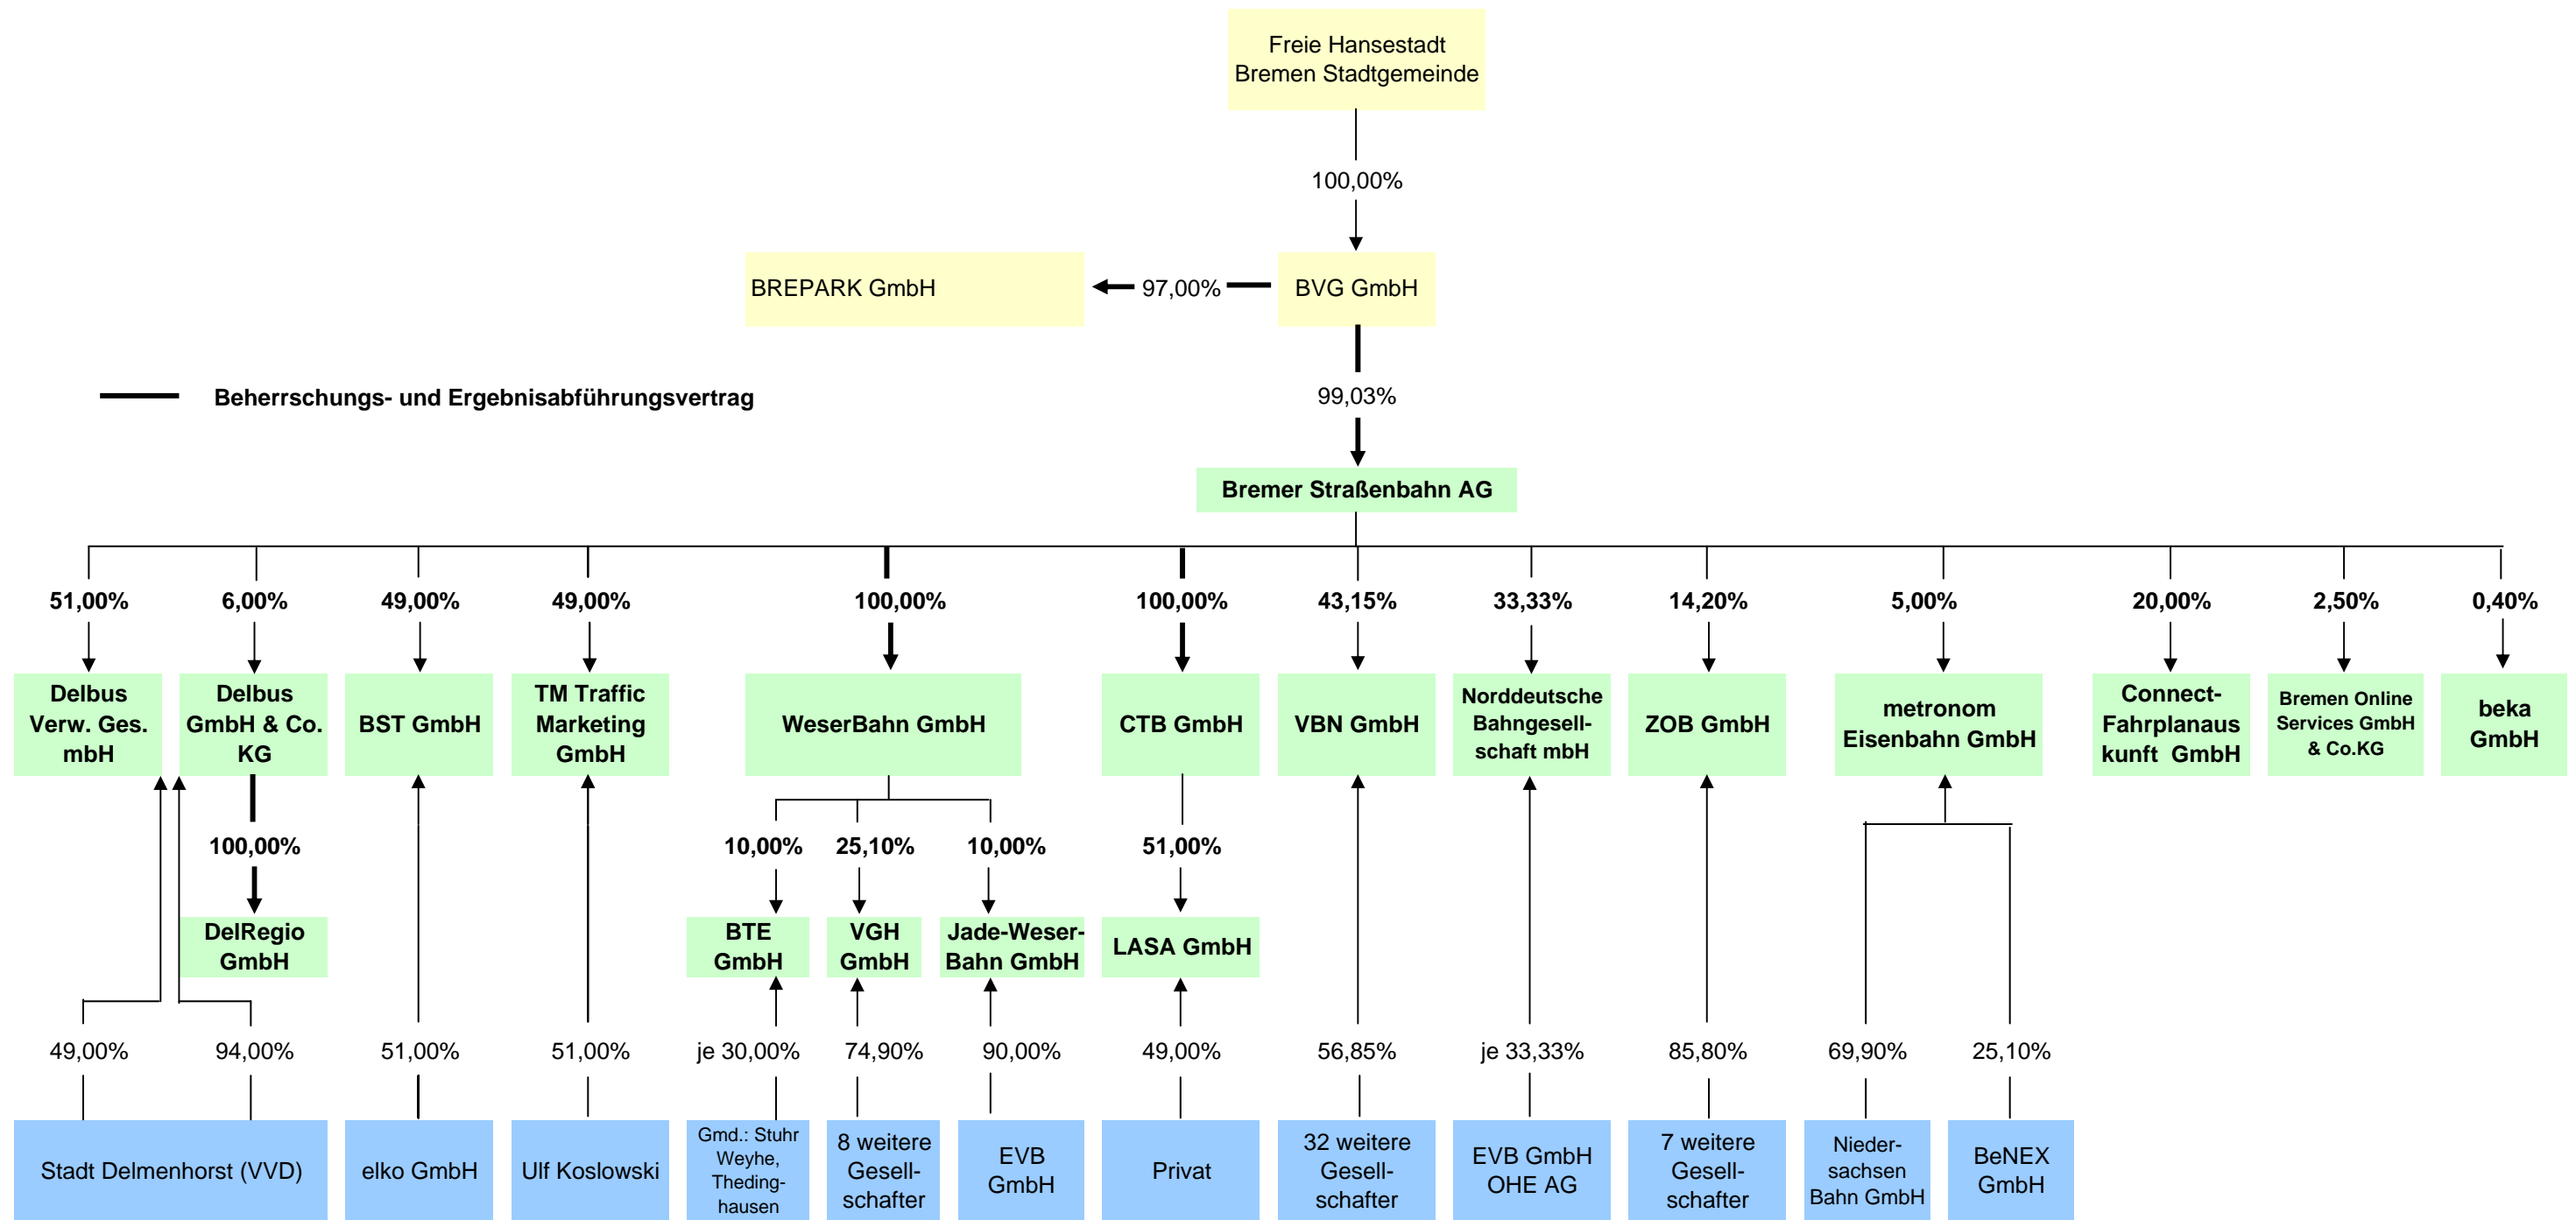 Freie Hansestadt
Bremen Stadtgemeinde
100,00%
BREPARK GmbH
97,00%
BVG GmbH
Beherrschungs- und Ergebnisabführungsvertrag
99,03%
Bremer Straßenbahn AG
51,00%
6,00%
49,00%
49,00%
100,00%
100,00%
43,15%
33,33%
14,20%
5,00%
20,00%
2,50%
0,40%
Delbus
Verw. Ges.
mbH
Delbus
GmbH & Co.
KG
BST GmbH
TM Traffic
Marketing
GmbH
WeserBahn GmbH
CTB GmbH
VBN GmbH
Norddeutsche
Bahngesell-
schaft mbH
ZOB GmbH
metronom
Eisenbahn GmbH
Connect-
Fahrplanaus
kunft GmbH
Bremen Online
Services GmbH
& Co.KG
beka
GmbH
100,00%
10,00%
25,10%
10,00%
51,00%
DelRegio
GmbH
BTE
GmbH
VGH
GmbH
Jade-Weser-
Bahn GmbH
LASA GmbH
49,00%
94,00%
51,00%
51,00%
je 30,00%
74,90%
90,00%
49,00%
56,85%
je 33,33%
85,80%
69,90%
25,10%
Stadt Delmenhorst (VVD)
elko GmbH
Ulf Koslowski
Gmd.: Stuhr
Weyhe,
Theding-
hausen
8 weitere
Gesell-
schafter
EVB
GmbH
Privat
32 weitere
Gesell-
schafter
EVB GmbH
OHE AG
7 weitere
Gesell-
schafter
Nieder-
sachsen
Bahn GmbH
BeNEX
GmbH